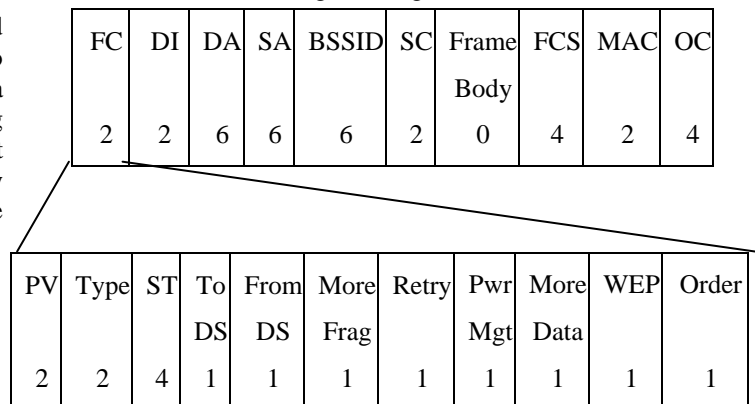 FC DI DA SA BSSID SC Frame Body FCS MAC OC
2 2 6 6 6 2 0 4 2 4
PV Type ST To DS From DS More Frag Retry Pwr Mgt More Data WEP Order
2 2 4 1 1 1 1 1 1 1 1